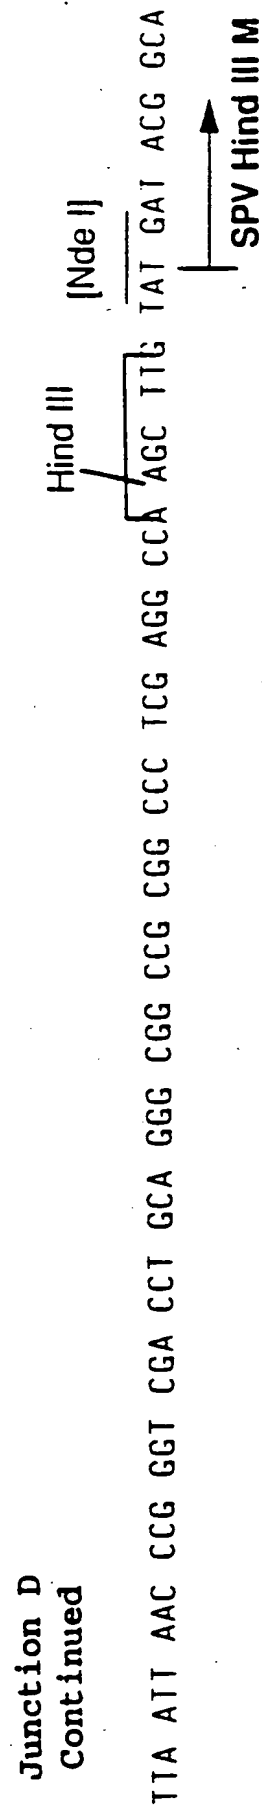 Junction D
Continued
Hind III
[Nde I]
TTA ATT AAC CCG GGT CGA CCT GCA GGG CGG CCG CGG CCC TCG AGG CCA AGC TTG TAT GAT ACG GCA
SPV Hind III M